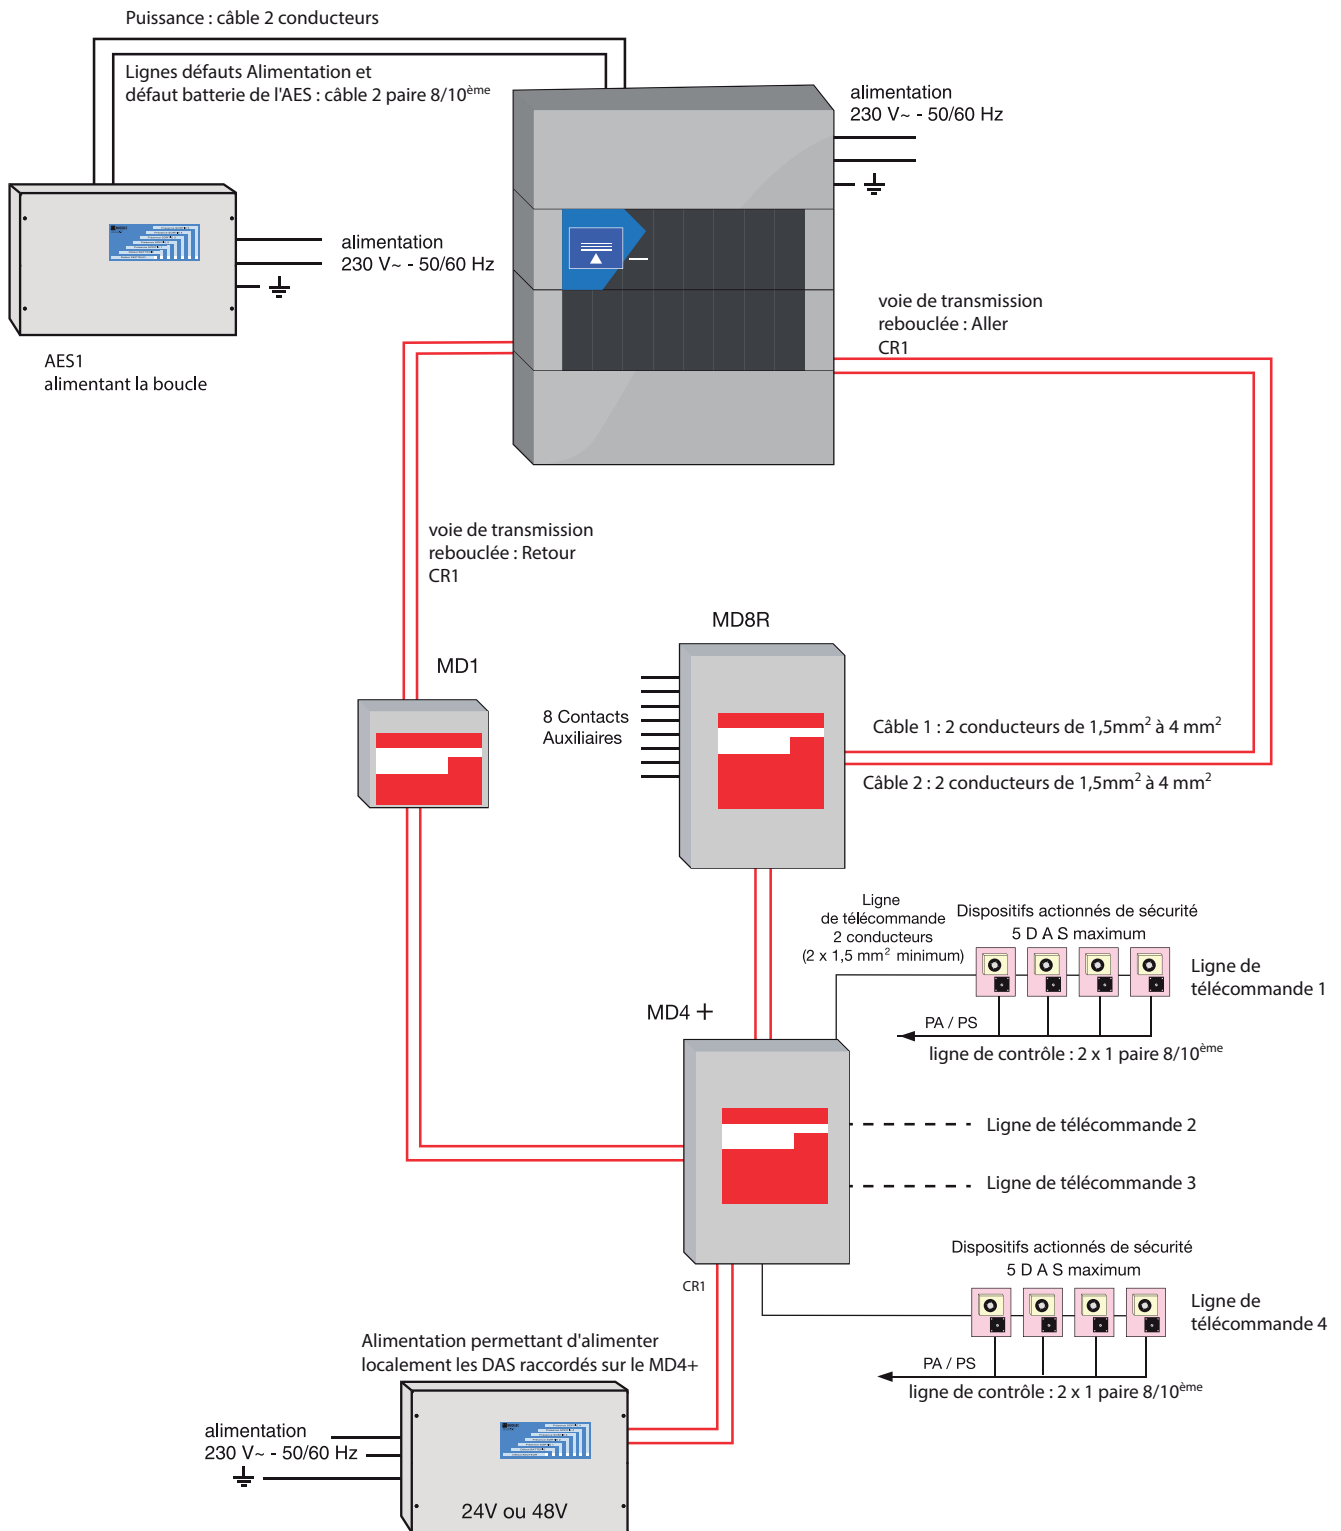 Puissance : câble 2 conducteurs
Lignes défauts Alimentation et
défaut batterie de l'AES : câble 2 paire 8/10ème
alimentation
230 V~ - 50/60 Hz
alimentation
230 V~ - 50/60 Hz
AES1
alimentant la boucle
voie de transmission
rebouclée : Aller
CR1
voie de transmission
rebouclée : Retour
CR1
MD8R
MD1
8 Contacts
Auxiliaires
Câble 1 : 2 conducteurs de 1,5mm² à 4 mm²
Câble 2 : 2 conducteurs de 1,5mm² à 4 mm²
Ligne
de télécommande
2 conducteurs
(2 x 1,5 mm² minimum)
Dispositifs actionnés de sécurité
5 D A S maximum
Ligne de
télécommande 1
PA / PS
ligne de contrôle : 2 x 1 paire 8/10ème
MD4 +
Ligne de télécommande 2
Ligne de télécommande 3
Dispositifs actionnés de sécurité
5 D A S maximum
CR1
Ligne de
télécommande 4
PA / PS
ligne de contrôle : 2 x 1 paire 8/10ème
Alimentation permettant d'alimenter
localement les DAS raccordés sur le MD4+
alimentation
230 V~ - 50/60 Hz
24V ou 48V